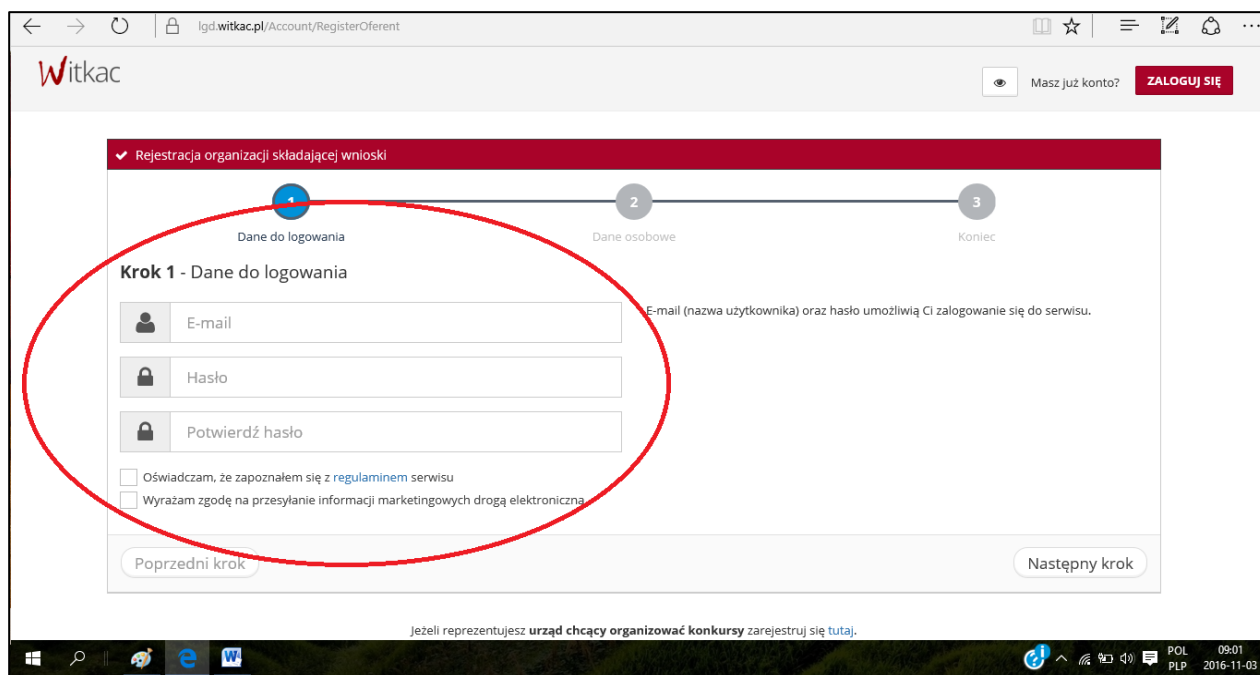 lgd.witkac.pl/Account/RegisterOferent
Witkac
Masz już konto?
ZALOGUJ SIĘ
Rejestracja organizacji składającej wnioski
1
2
3
Dane do logowania
Dane osobowe
Koniec
Krok 1 - Dane do logowania
E-mail
E-mail (nazwa użytkownika) oraz hasło umożliwią Ci zalogowanie się do serwisu.
Hasło
Potwierdź hasło
Oświadczam, że zapoznałem się z regulaminem serwisu
Wyrażam zgodę na przesyłanie informacji marketingowych drogą elektroniczną
Poprzedni krok
Następny krok
Jeżeli reprezentujesz urząd chcący organizować konkursy zarejestruj się tutaj.
POL
09:01
PLP
2016-11-03